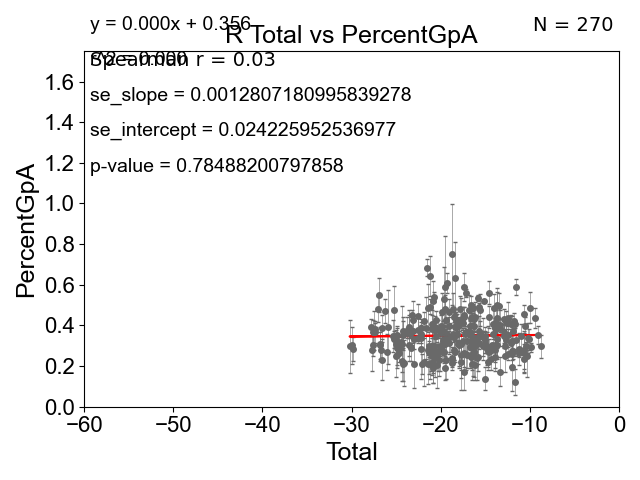 y = 0.000x + 0.356
R Total vs PercentGpA
N = 270
Spearman r = 0.03
se_slope = 0.0012807180995839278
se_intercept = 0.024225952536977
p-value = 0.78488200797858
PercentGpA
1.6
1.4
1.2
1.0
0.8
0.6
0.4
0.2
0.0
−60
−50
−40
−30
−20
−10
0
Total